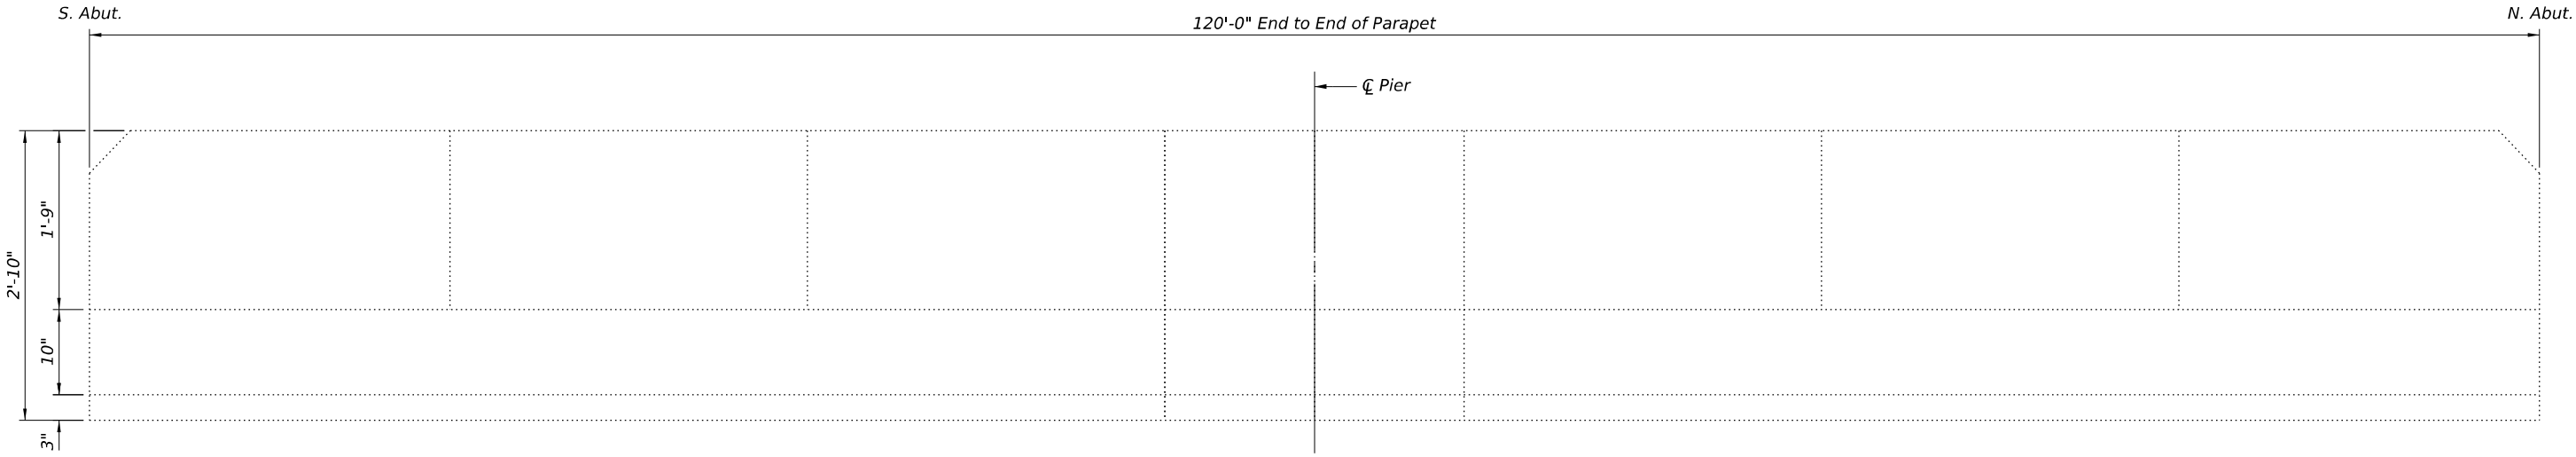 S. Abut.
N. Abut.
120'-0" End to End of Parapet
℄ Pier
1'-9"
2'-10"
10"
3"